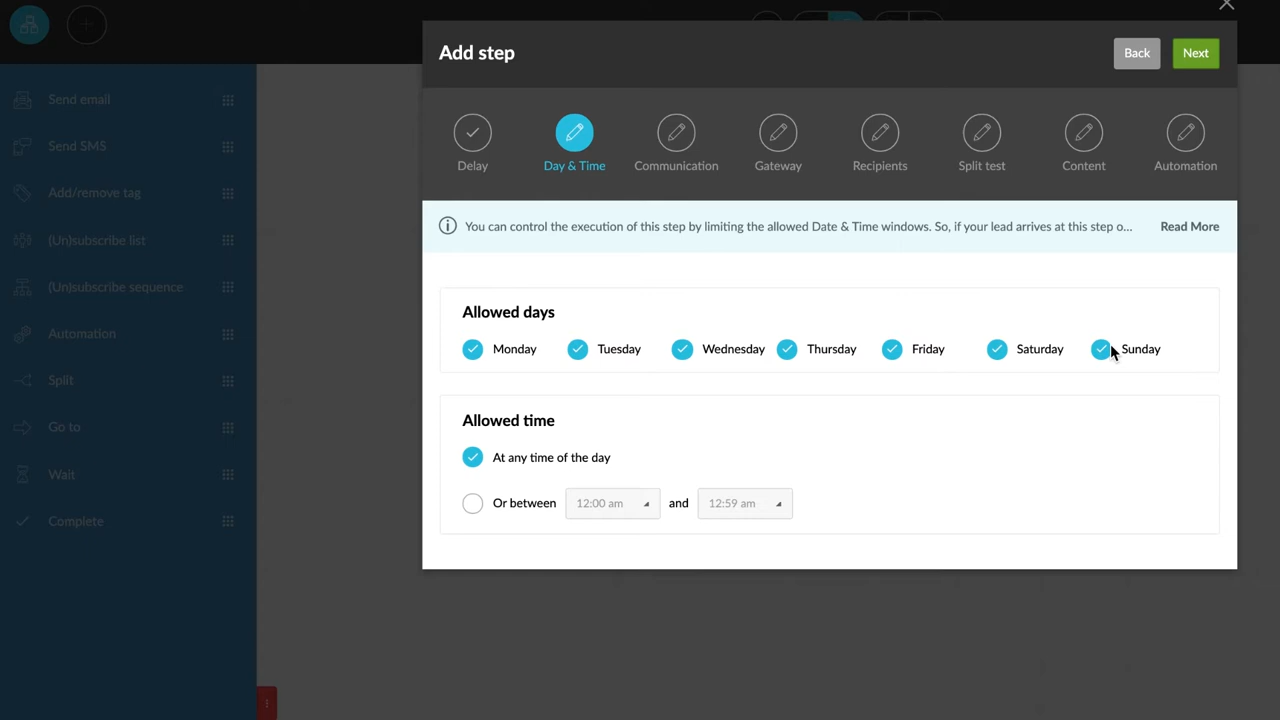 Add step
Back
Next
Send email
Send SMS
Add/remove tag
(Un)subscribe list
(Un)subscribe sequence
Automation
Split
Go to
Wait
Complete
Delay
Day & Time
Communication
Gateway
Recipients
Split test
Content
Automation
You can control the execution of this step by limiting the allowed Date & Time windows. So, if your lead arrives at this step o... Read More
Allowed days
Monday Tuesday Wednesday Thursday Friday Saturday Sunday
Allowed time
At any time of the day
Or between 12:00 am and 12:59 am